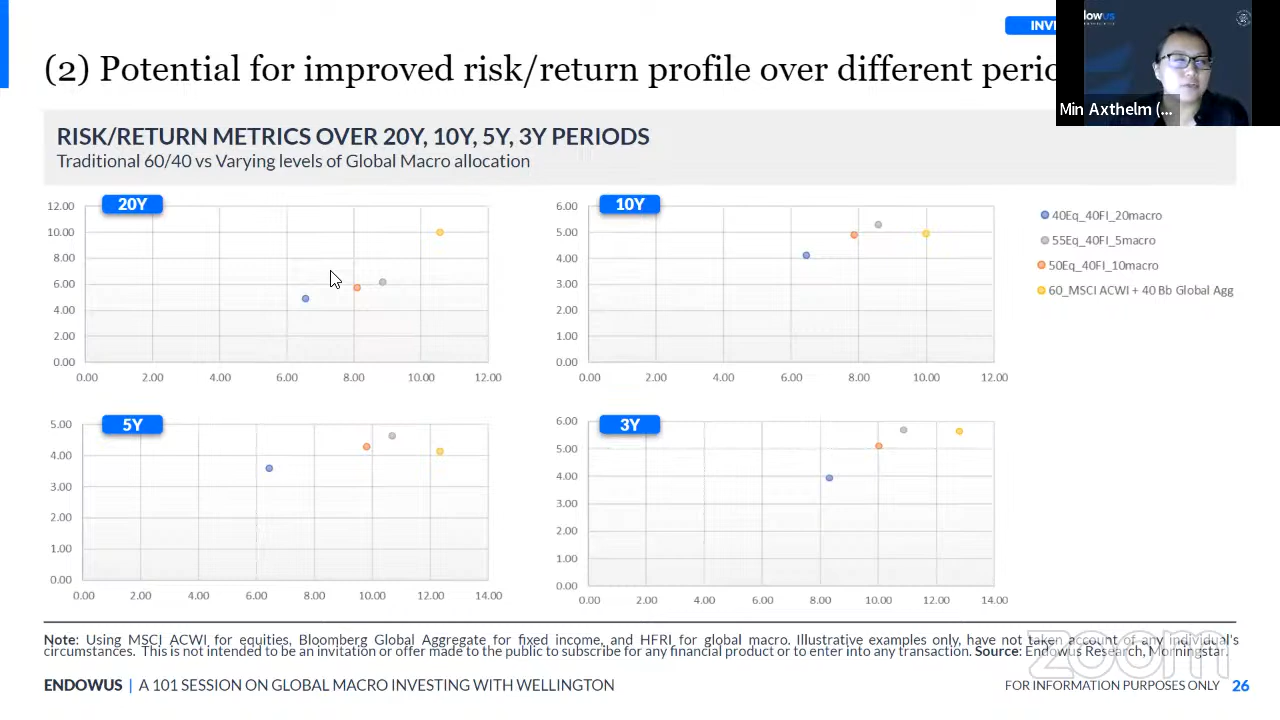 INVE
(2) Potential for improved risk/return profile over different perio
Min Axthelm (...
RISK/RETURN METRICS OVER 20Y, 10Y, 5Y, 3Y PERIODS
Traditional 60/40 vs Varying levels of Global Macro allocation
20Y
12.00
10.00
8.00
6.00
4.00
2.00
0.00
0.00 2.00 4.00 6.00 8.00 10.00 12.00
10Y
6.00
5.00
4.00
3.00
2.00
1.00
0.00
0.00 2.00 4.00 6.00 8.00 10.00 12.00
40Eq_40FI_20macro
55Eq_40FI_5macro
50Eq_40FI_10macro
60_MSCI ACWI + 40 Bb Global Agg
5Y
5.00
4.00
3.00
2.00
1.00
0.00
0.00 2.00 4.00 6.00 8.00 10.00 12.00 14.00
3Y
6.00
5.00
4.00
3.00
2.00
1.00
0.00
0.00 2.00 4.00 6.00 8.00 10.00 12.00 14.00
Note: Using MSCI ACWI for equities, Bloomberg Global Aggregate for fixed income, and HFRI for global macro. Illustrative examples only, have not taken account of any individual's
circumstances. This is not intended to be an invitation or offer made to the public to subscribe for any financial product or to enter into any transaction. Source: Endowus Research, Morningstar.
zoom
ENDOWUS | A 101 SESSION ON GLOBAL MACRO INVESTING WITH WELLINGTON
FOR INFORMATION PURPOSES ONLY 26